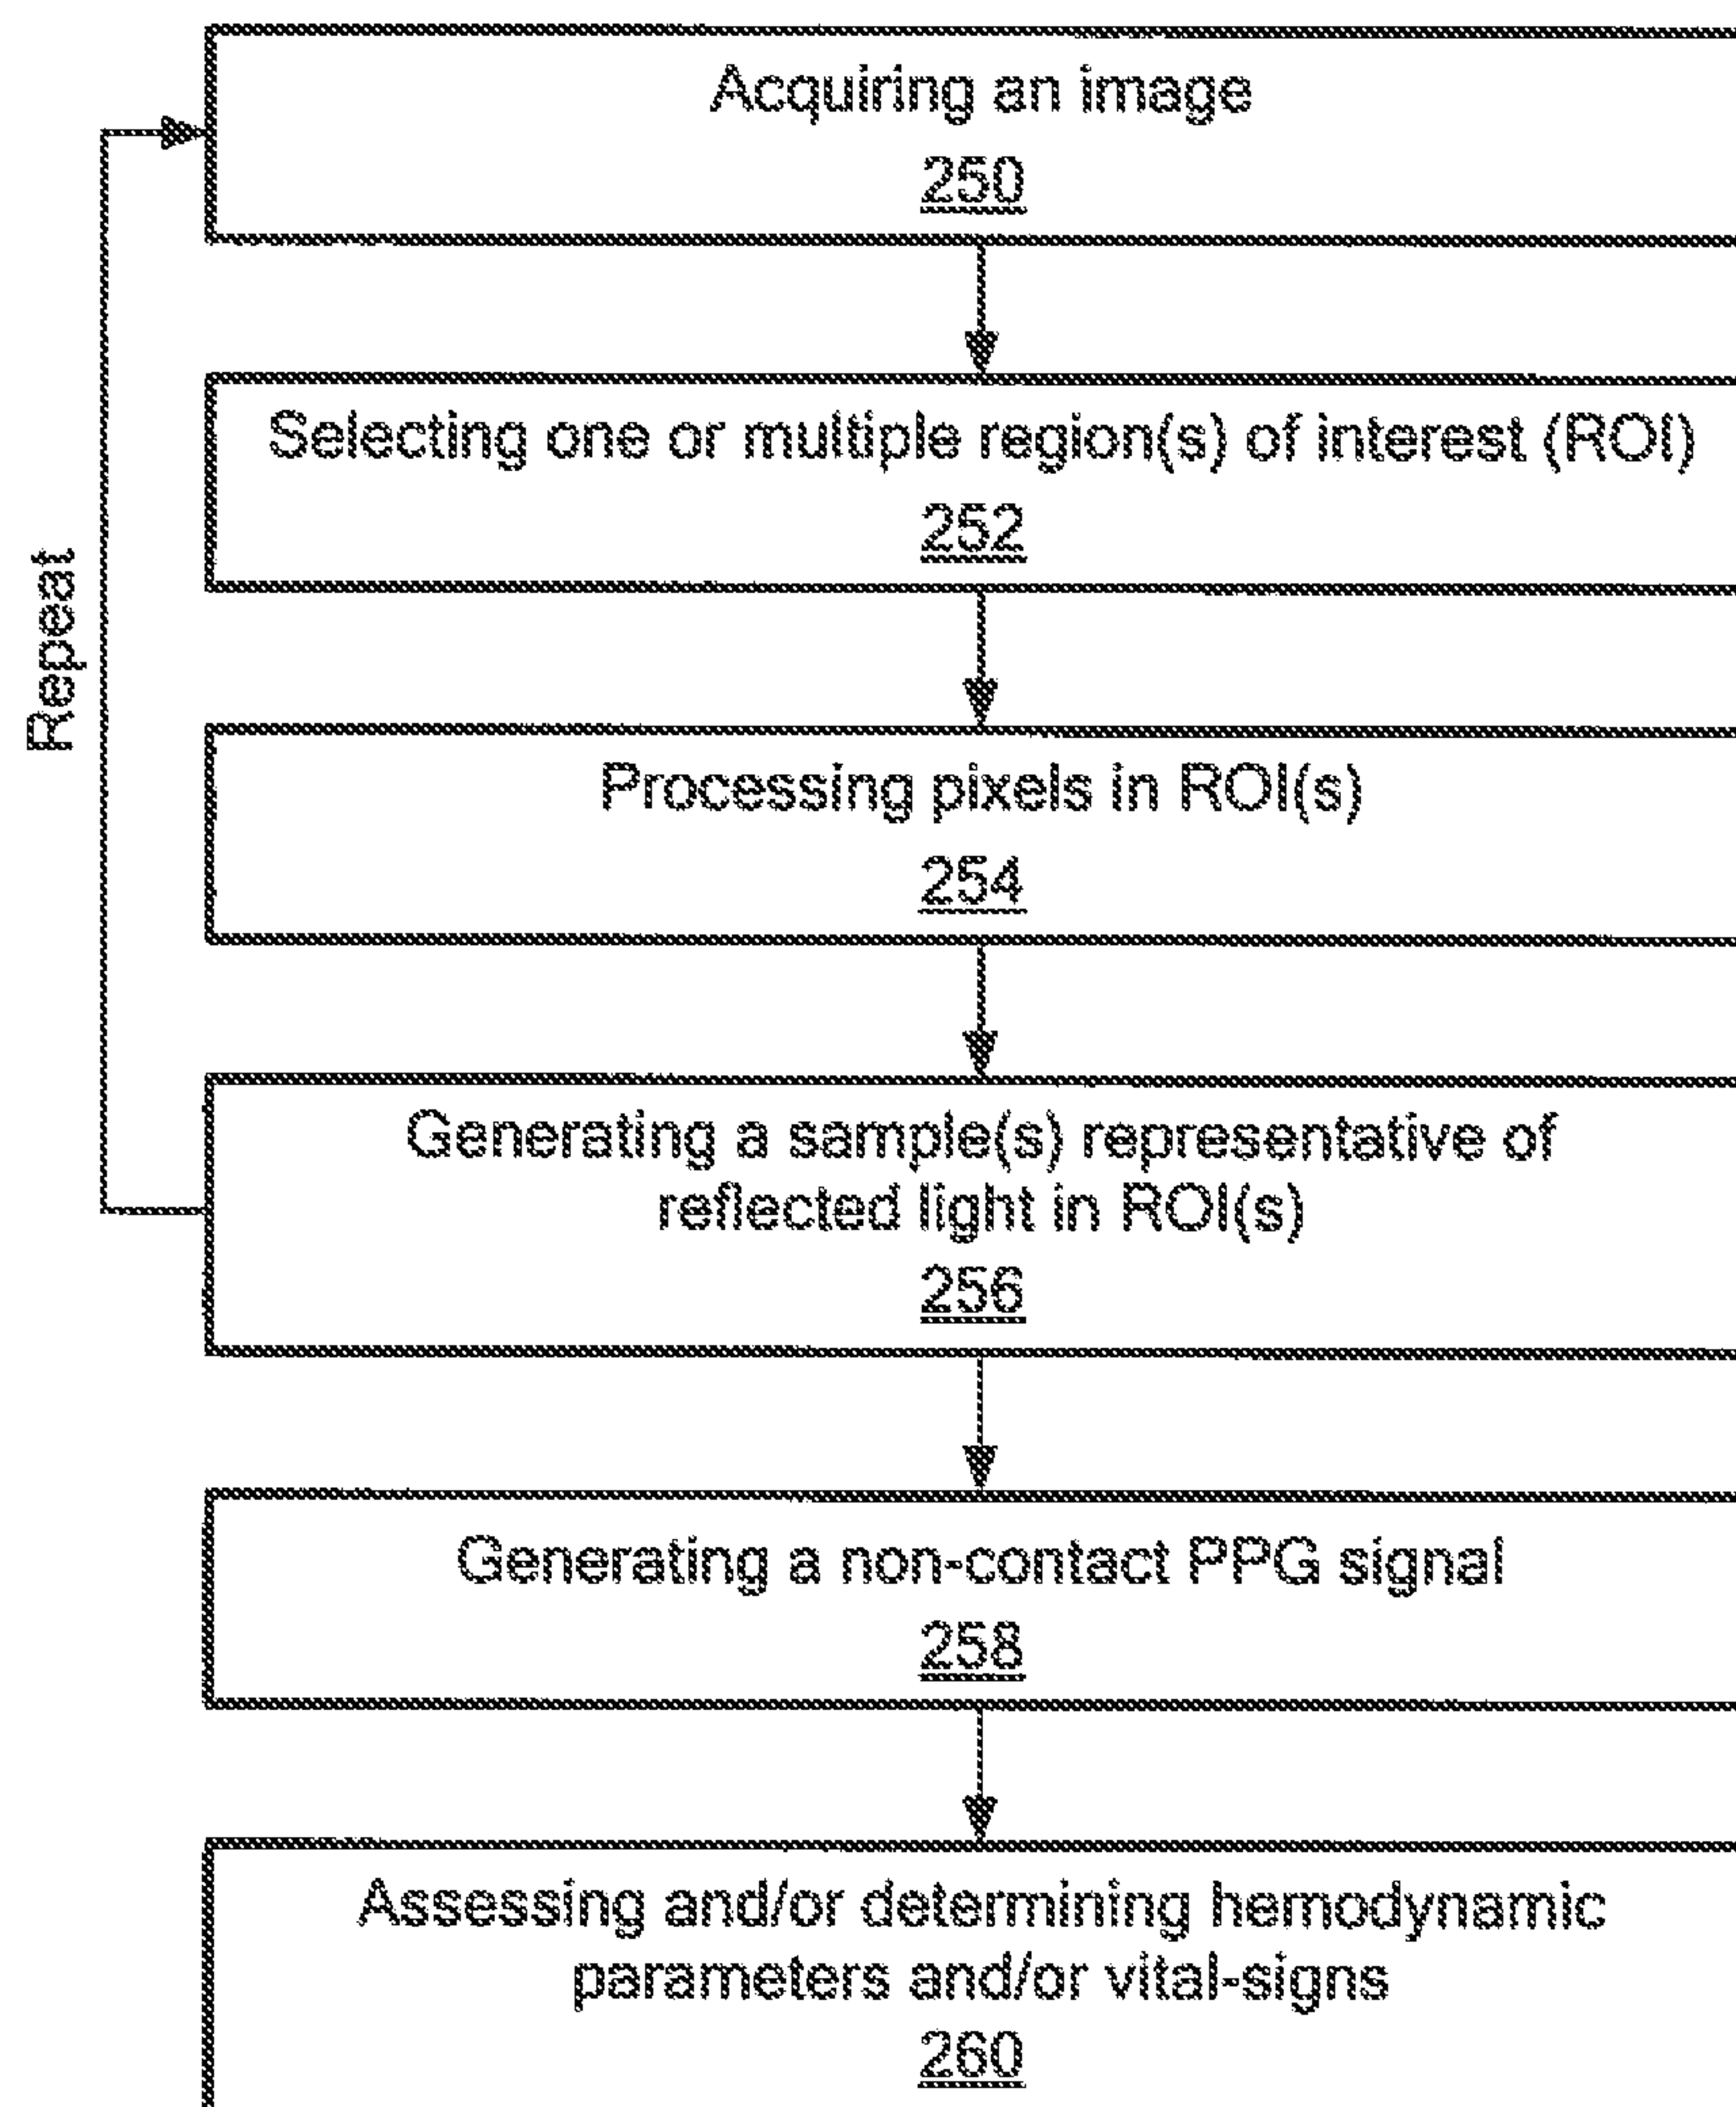 Acquiring an image
250
Selecting one or multiple region(s) of interest (ROI)
252
Repeat
Processing pixels in ROI(s)
254
Generating a sample(s) representative of
reflected light in ROI(s)
256
Generating a non-contact PPG signal
258
Assessing and/or determining hemodynamic
parameters and/or vital-signs
260